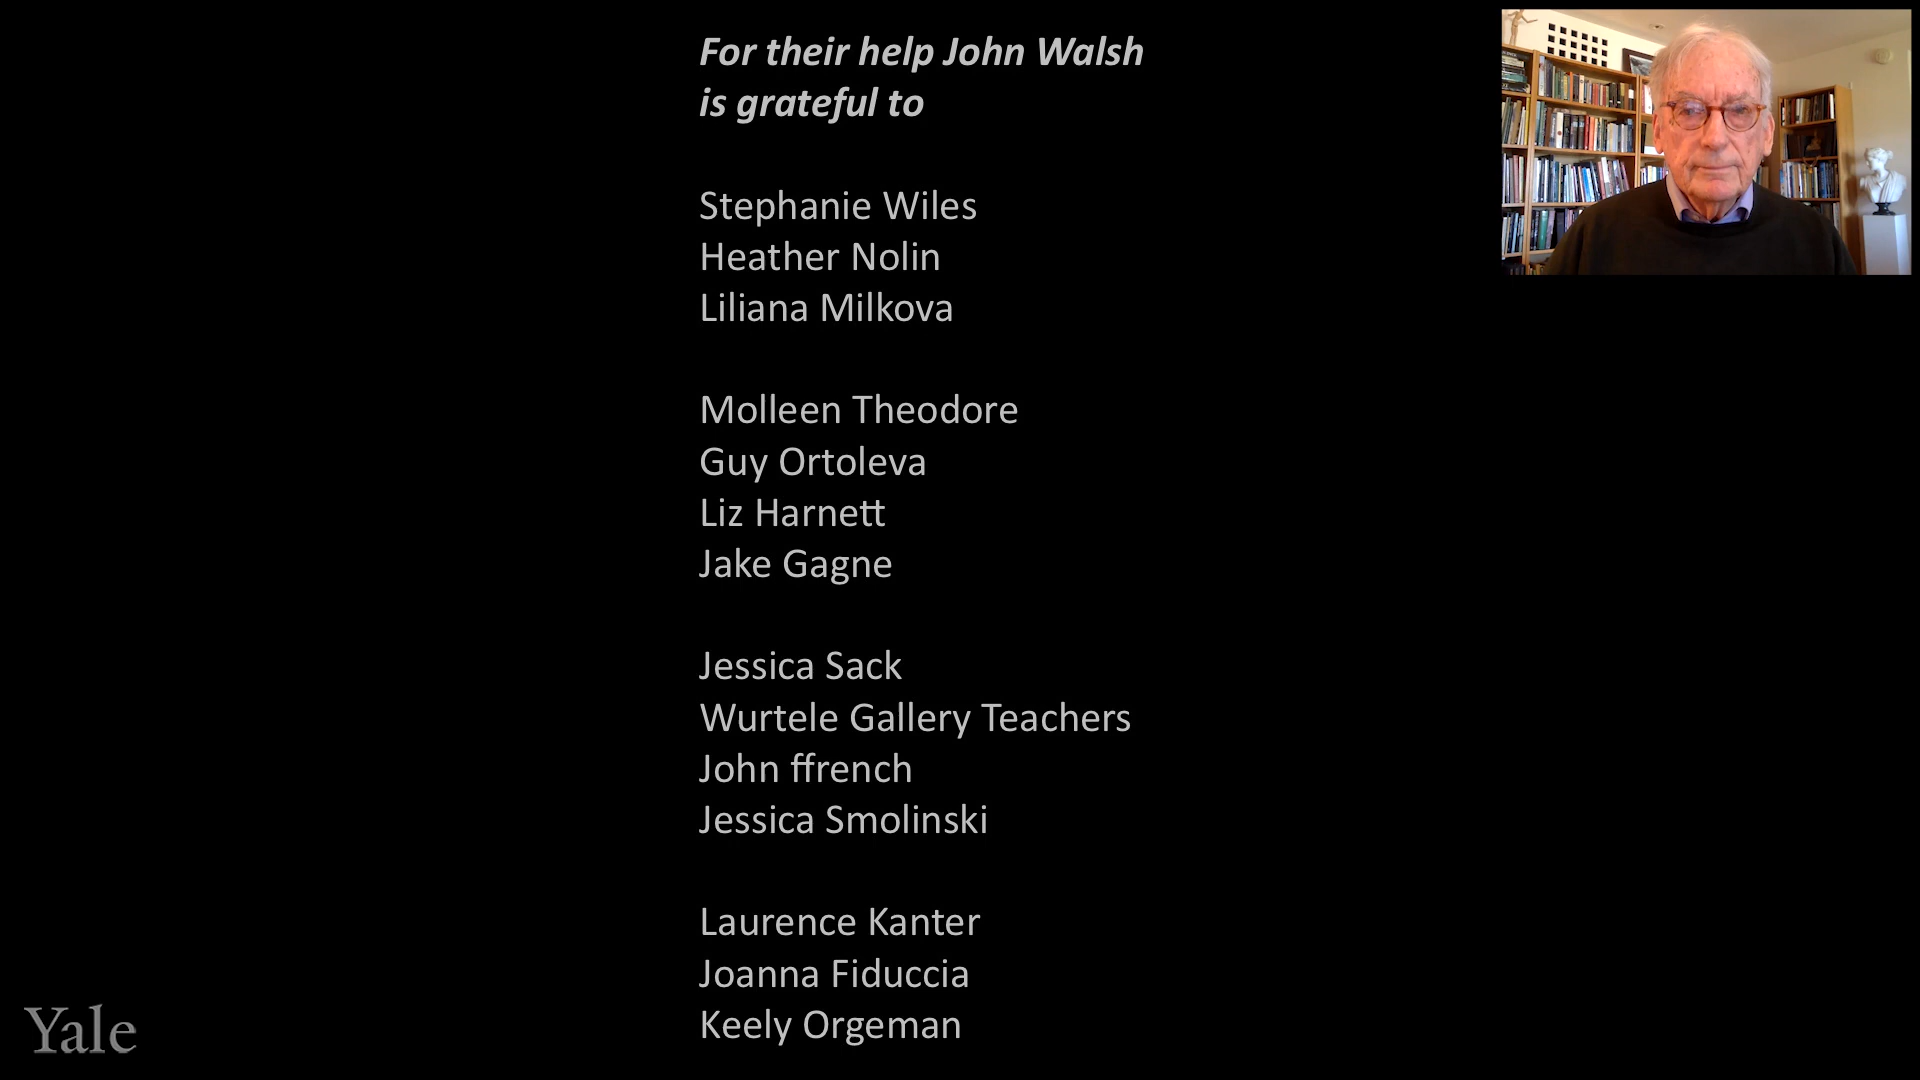 For their help John Walsh
is grateful to
Stephanie Wiles
Heather Nolin
Liliana Milkova
Molleen Theodore
Guy Ortoleva
Liz Harnett
Jake Gagne
Jessica Sack
Wurtele Gallery Teachers
John ffrench
Jessica Smolinski
Laurence Kanter
Joanna Fiduccia
Keely Orgeman
Yale